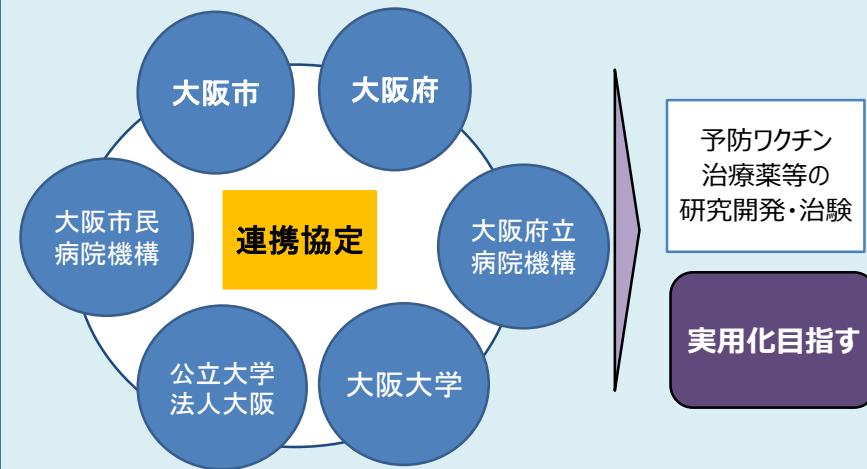 大阪市
大阪府
大阪市民
病院機構
連携協定
大阪府立
病院機構
公立大学
法人大阪
大阪大学
予防ワクチン
治療薬等の
研究開発・治験
実用化目指す